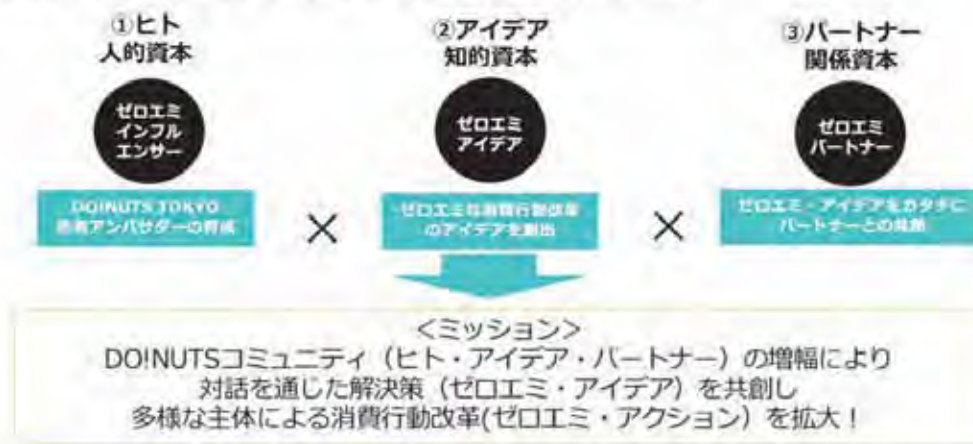 ①ヒト
人的資本
②アイデア
知的資本
③パートナー
関係資本
ゼロエミ
インフル
エンサー
ゼロエミ
アイデア
ゼロエミ
パートナー
DO!NUTS TOKYO
アンバサダーの育成
ゼロエミな消費行動改革
のアイデアを創出
ゼロエミ・アイデアをカタチに
パートナーとの
×
×
<ミッション>
DO!NUTSコミュニティ（ヒト・アイデア・パートナー）の増幅により
対話を通じた解決策（ゼロエミ・アイデア）を共創し
多様な主体による消費行動改革(ゼロエミ・アクション）を拡大！